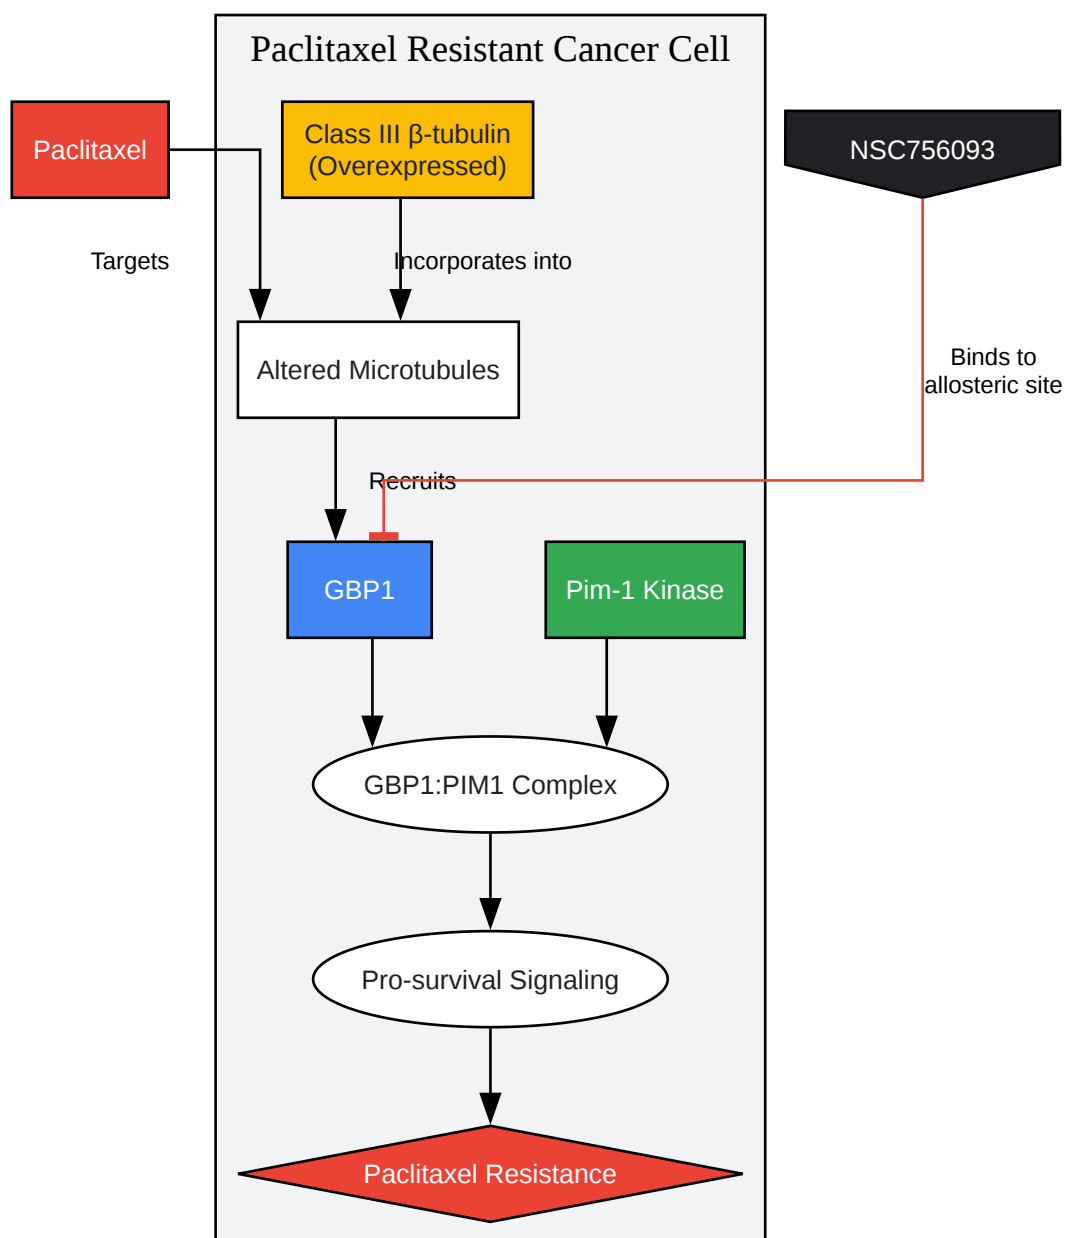 Paclitaxel Resistant Cancer Cell
Paclitaxel
Class III β-tubulin
(Overexpressed)
NSC756093
Targets
Incorporates into
Altered Microtubules
Binds to
allosteric site
Recruits
GBP1
Pim-1 Kinase
GBP1:PIM1 Complex
Pro-survival Signaling
Paclitaxel Resistance